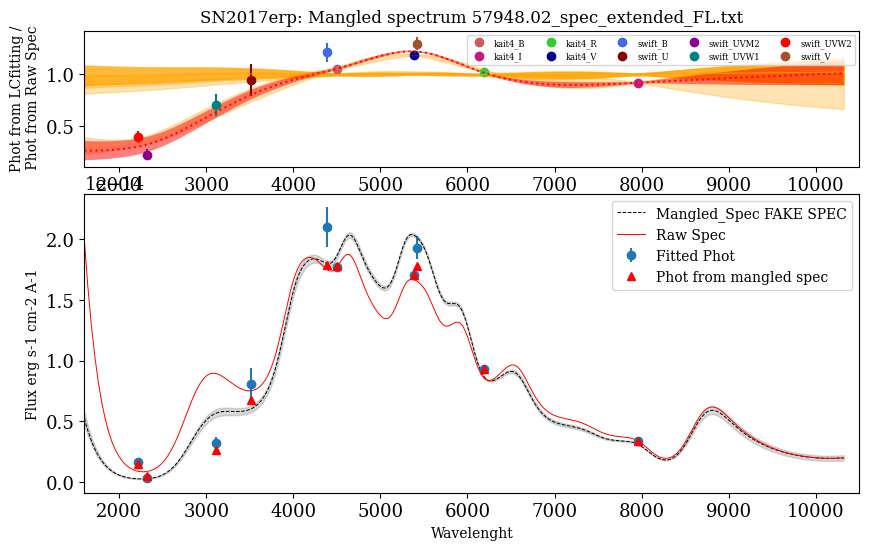 SN2017erp: Mangled spectrum 57948.02_spec_extended_FL.txt
Phot from LCfitting /
Phot from Raw Spec
1.0
0.5
kait4_B kait4_R swift_B swift_UVM2 swift_UVW2
kait4_I kait4_V swift_U swift_UVW1 swift_V
2000 3000 4000 5000 6000 7000 8000 9000 10000
1e−14
Flux erg s-1 cm-2 A-1
2.0
1.5
1.0
0.5
0.0
Mangled_Spec FAKE SPEC
Raw Spec
Fitted Phot
Phot from mangled spec
2000 3000 4000 5000 6000 7000 8000 9000 10000
Wavelenght